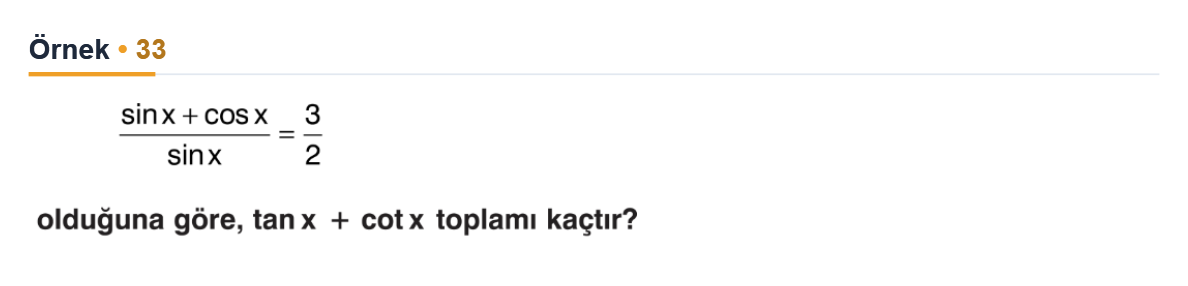 Örnek • 33
sin x + cos x / sin x = 3 / 2
olduğuna göre, tan x + cot x toplamı kaçtır?